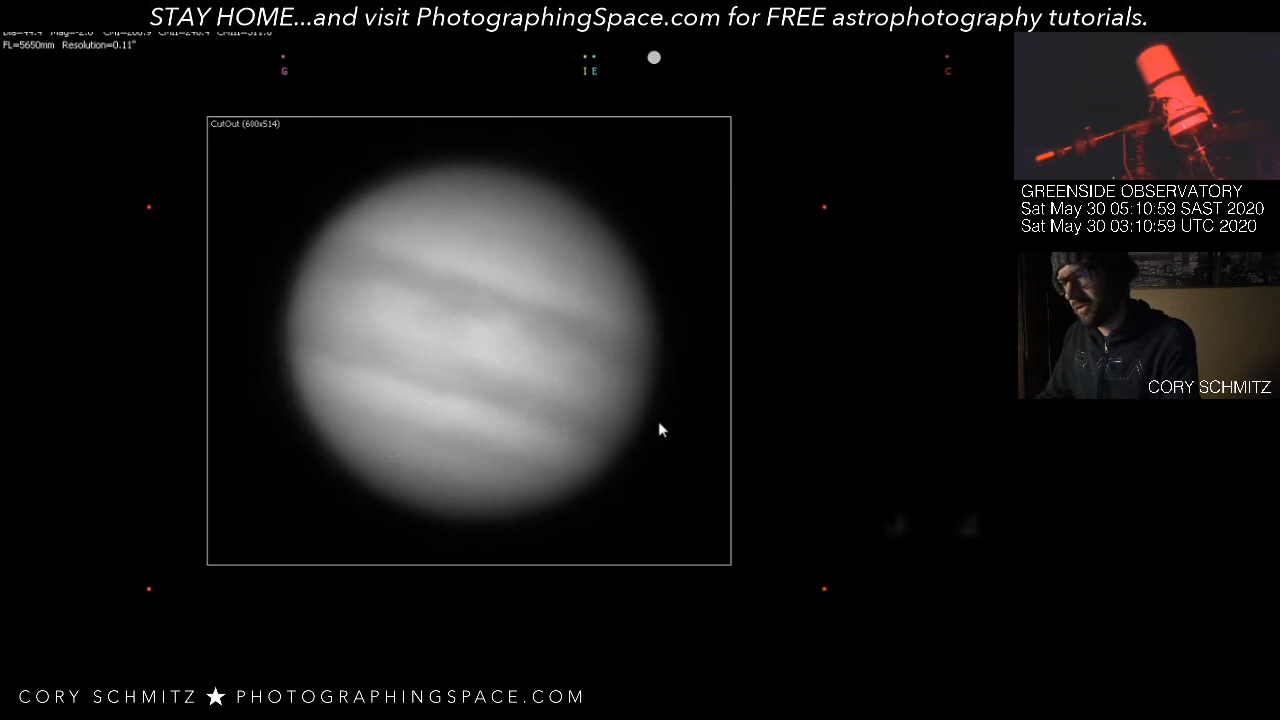 STAY HOME...and visit PhotographingSpace.com for FREE astrophotography tutorials.
FL=5650mm Resolution=0.11"
G
I E
C
CutOut (600x514)
GREENSIDE OBSERVATORY
Sat May 30 05:10:59 SAST 2020
Sat May 30 03:10:59 UTC 2020
CORY SCHMITZ
CORY SCHMITZ ★ PHOTOGRAPHINGSPACE.COM